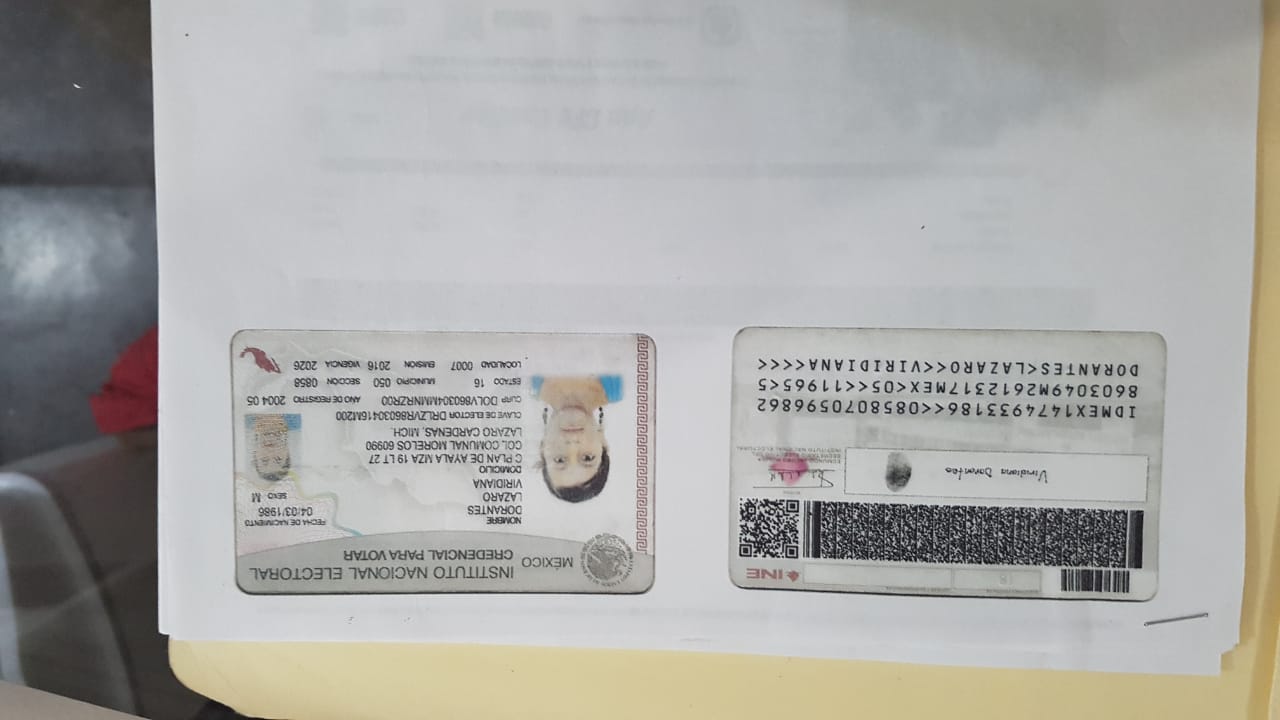 MÉXICO
INSTITUTO NACIONAL ELECTORAL
CREDENCIAL PARA VOTAR
NOMBRE
DORANTES
LAZARO
VIRIDIANA
FECHA DE NACIMIENTO
04/03/1986
SEXO M
DOMICILIO
C PLAN DE AYALA MZA 19 LT 27
COL COMUNAL MORELOS 60990
LAZARO CARDENAS, MICH.
CLAVE DE ELECTOR DRLZVR86030416M200
CURP DOLV860304MMNRZR00
AÑO DE REGISTRO 2004 05
ESTADO 16 MUNICIPIO 050 SECCIÓN 0858
LOCALIDAD 0007 EMISIÓN 2016 VIGENCIA 2026
INE
Viridiana Dorantes
IDMEX1474933186<<0858070596862
8603049M2612317MEX<05<<11965<5
DORANTES<LAZARO<<VIRIDIANA<<<<